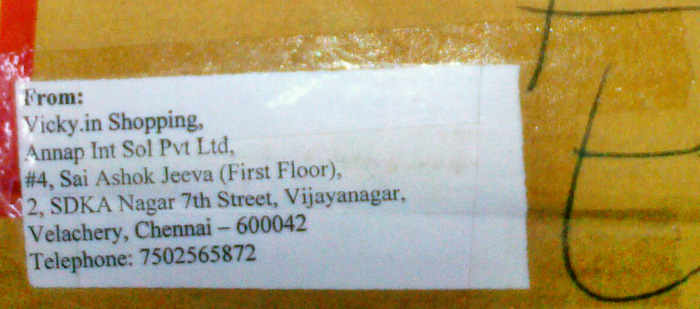 From:
Vicky.in Shopping,
Annap Int Sol Pvt Ltd,
#4, Sai Ashok Jeeva (First Floor),
2, SDKA Nagar 7th Street, Vijayanagar,
Velachery, Chennai – 600042
Telephone: 7502565872